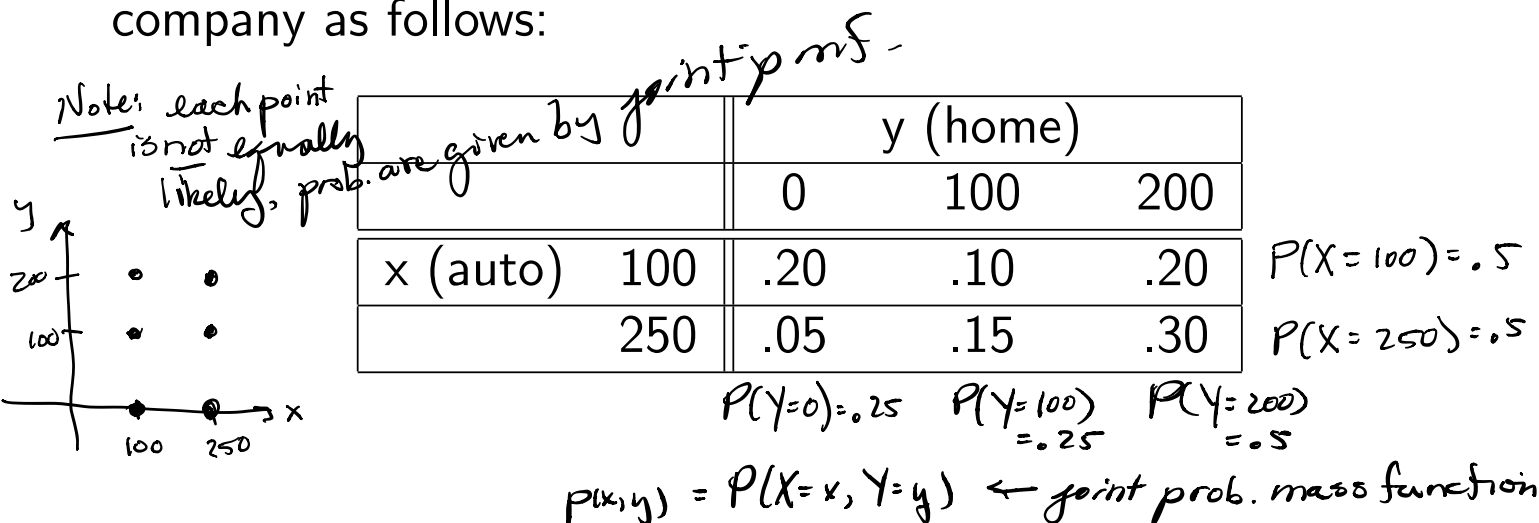 company as follows:
Note: each point
is not equally
likely, prob. are given by joint pmf.
y (home)
0 100 200
x (auto) 100 .20 .10 .20 P(X=100)=.5
250 .05 .15 .30 P(X=250)=.5
y
200
100
100 250 x
P(Y=0)=.25 P(Y=100) P(Y=200)
=.25 =.5
p(x,y) = P(X=x, Y=y) ← joint prob. mass function